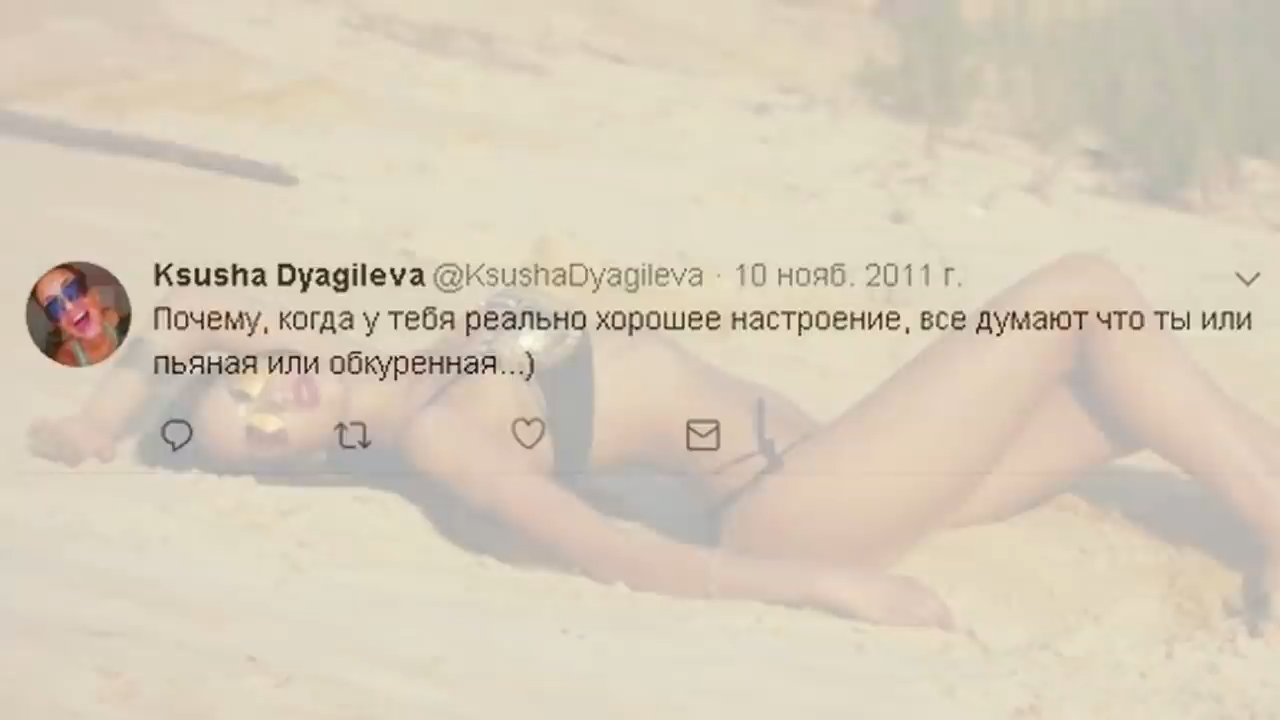 Ksusha Dyagileva @KsushaDyagileva · 10 нояб. 2011 г.
Почему, когда у тебя реально хорошее настроение, все думают что ты или
пьяная или обкуренная...)